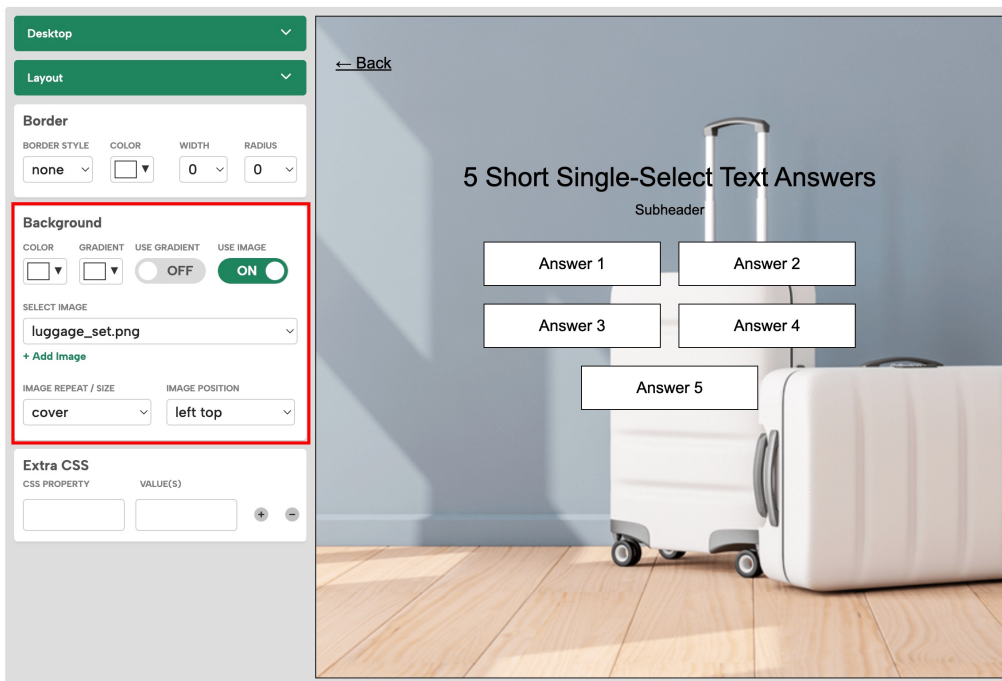 Desktop
Layout
Border
BORDER STYLE COLOR WIDTH RADIUS
none 0 0
Background
COLOR GRADIENT USE GRADIENT USE IMAGE
OFF ON
SELECT IMAGE
luggage_set.png
+ Add Image
IMAGE REPEAT / SIZE IMAGE POSITION
cover left top
Extra CSS
CSS PROPERTY VALUE(S)
← Back
5 Short Single-Select Text Answers
Subheader
Answer 1 Answer 2
Answer 3 Answer 4
Answer 5